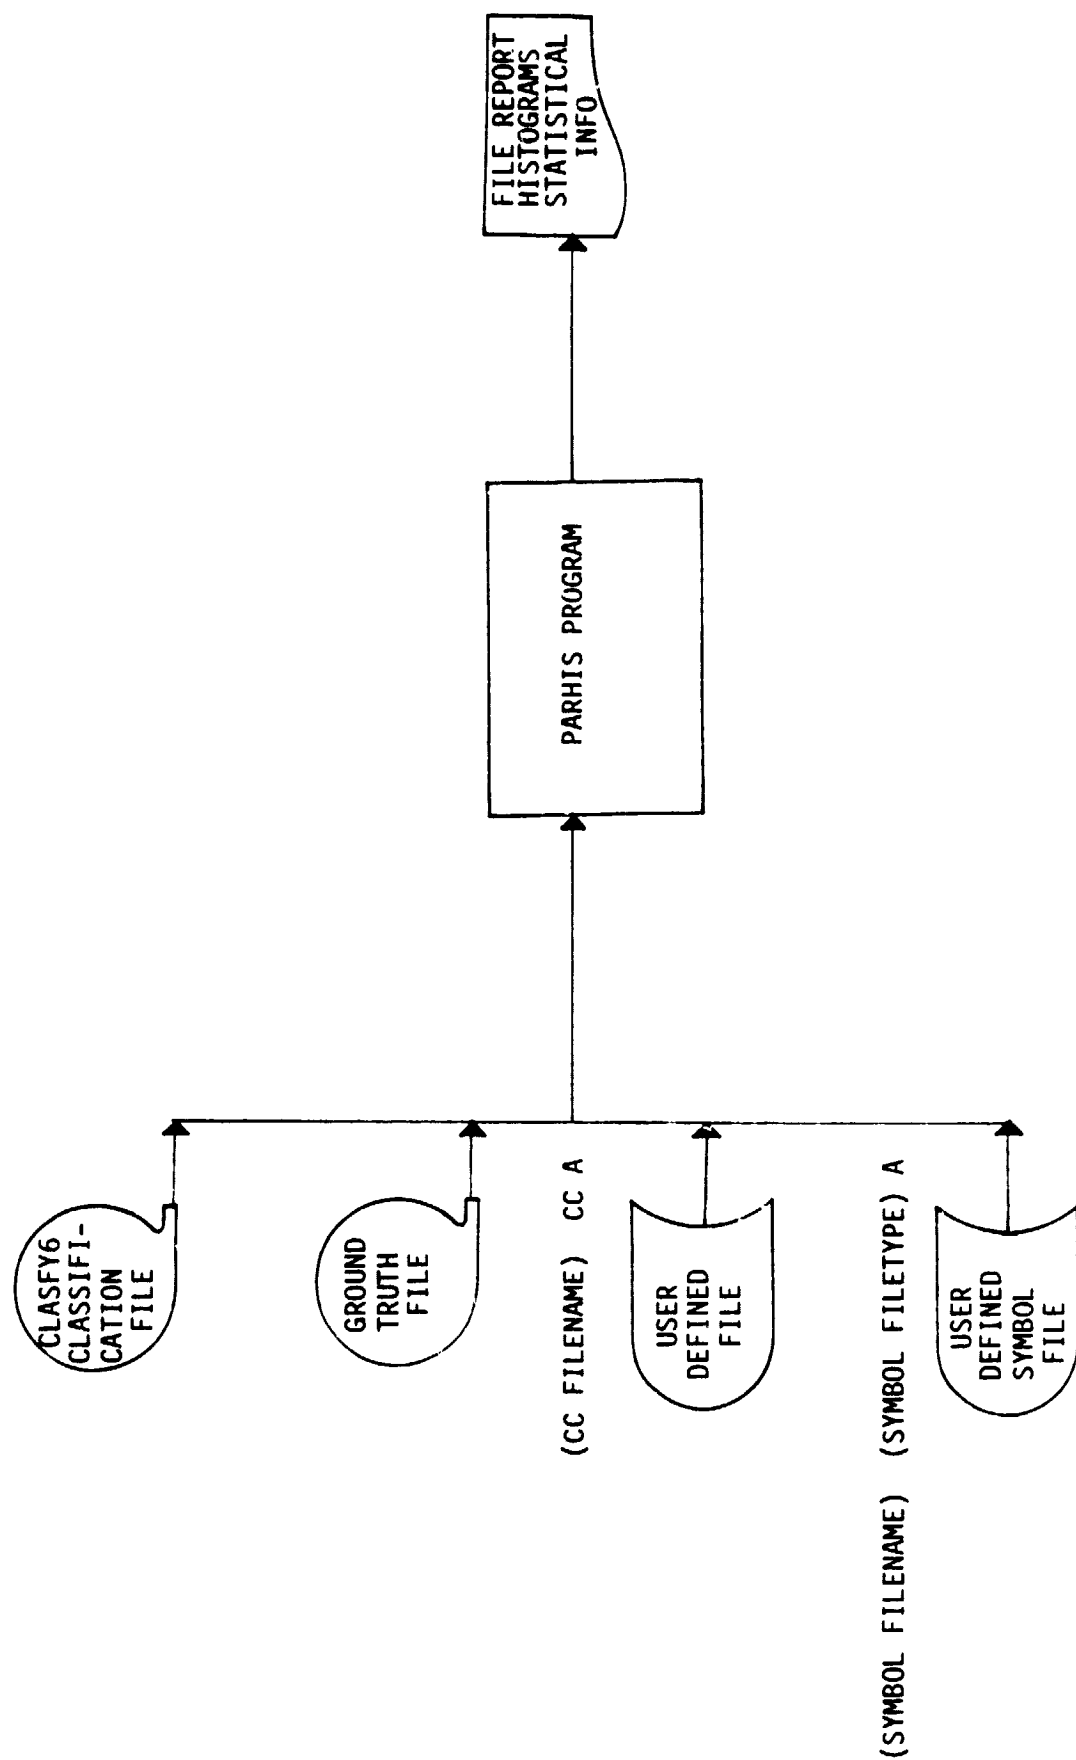 CLASFY6
CLASSIFI-
CATION
FILE
GROUND
TRUTH
FILE
(CC FILENAME) CC A
USER
DEFINED
FILE
(SYMBOL FILENAME) (SYMBOL FILETYPE) A
USER
DEFINED
SYMBOL
FILE
PARHIS PROGRAM
FILE REPORT
HISTOGRAMS
STATISTICAL
INFO